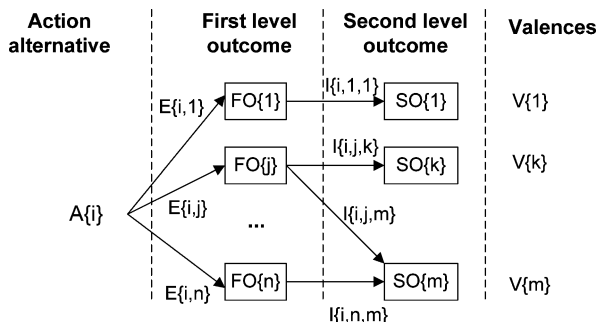 Action alternative
First level outcome
Second level outcome
Valences
E{i,1}
FO{1}
I{i,1,1}
SO{1}
V{1}
A{i}
E{i,j}
FO{j}
I{i,j,k}
SO{k}
V{k}
...
I{i,j,m}
E{i,n}
FO{n}
I{i,n,m}
SO{m}
V{m}